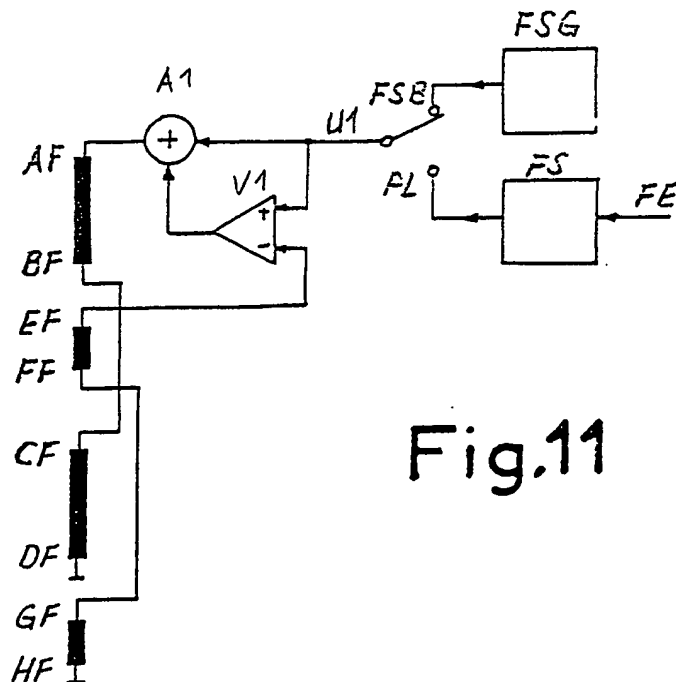 FSG
A1
FSB
U1
+
AF
V1
FL
FS
FE
+
-
BF
EF
FF
CF
Fig.11
DF
GF
HF